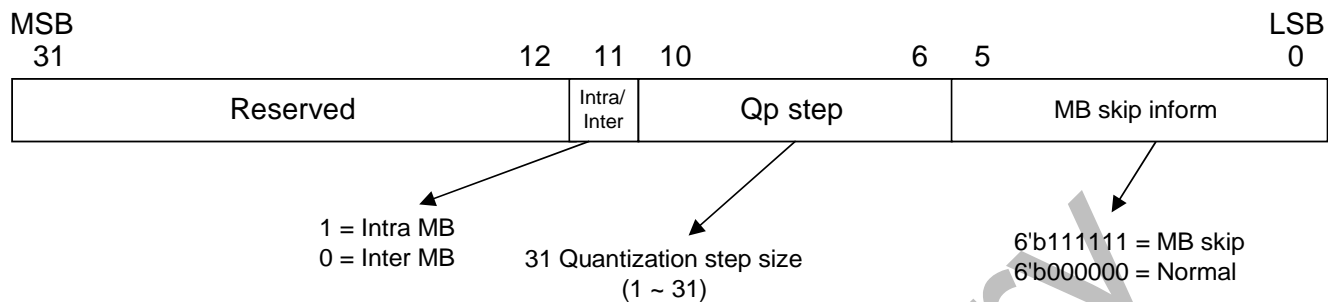 MSB LSB
31 12 11 10 6 5 0
Reserved
Intra/
Inter
Qp step
MB skip inform
1 = Intra MB
0 = Inter MB
31 Quantization step size
(1 ~ 31)
6'b111111 = MB skip
6'b000000 = Normal